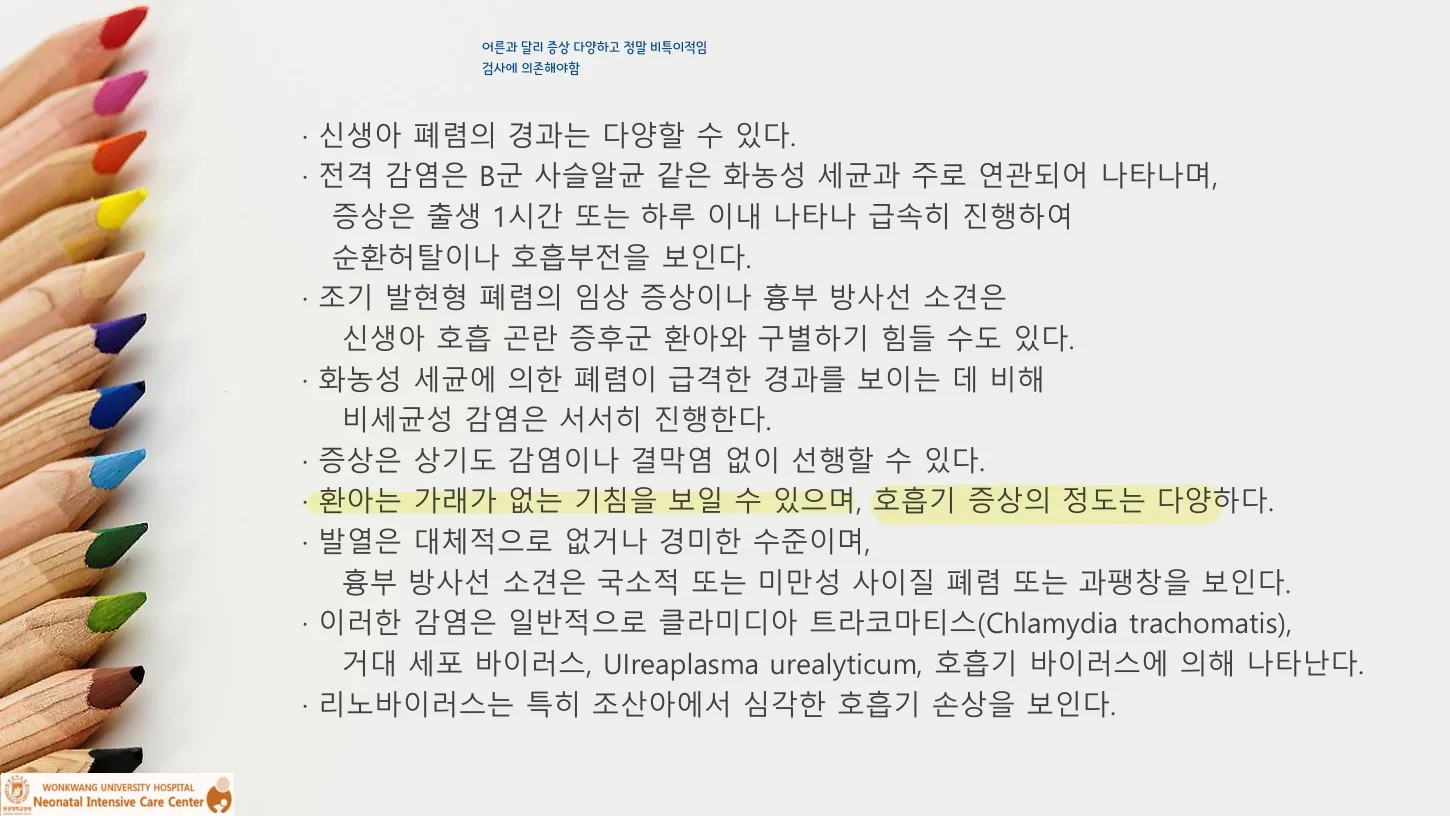 어른과 달리 증상 다양하고 정말 비특이적임
검사에 의존해야함
· 신생아 폐렴의 경과는 다양할 수 있다.
· 전격 감염은 B군 사슬알균 같은 화농성 세균과 주로 연관되어 나타나며,
증상은 출생 1시간 또는 하루 이내 나타나 급속히 진행하여
순환허탈이나 호흡부전을 보인다.
· 조기 발현형 폐렴의 임상 증상이나 흉부 방사선 소견은
신생아 호흡 곤란 증후군 환아와 구별하기 힘들 수도 있다.
· 화농성 세균에 의한 폐렴이 급격한 경과를 보이는 데 비해
비세균성 감염은 서서히 진행한다.
· 증상은 상기도 감염이나 결막염 없이 선행할 수 있다.
· 환아는 가래가 없는 기침을 보일 수 있으며, 호흡기 증상의 정도는 다양하다.
· 발열은 대체적으로 없거나 경미한 수준이며,
흉부 방사선 소견은 국소적 또는 미만성 사이질 폐렴 또는 과팽창을 보인다.
· 이러한 감염은 일반적으로 클라미디아 트라코마티스(Chlamydia trachomatis),
거대 세포 바이러스, UIreaplasma urealyticum, 호흡기 바이러스에 의해 나타난다.
· 리노바이러스는 특히 조산아에서 심각한 호흡기 손상을 보인다.
WONKWANG UNIVERSITY HOSPITAL
Neonatal Intensive Care Center